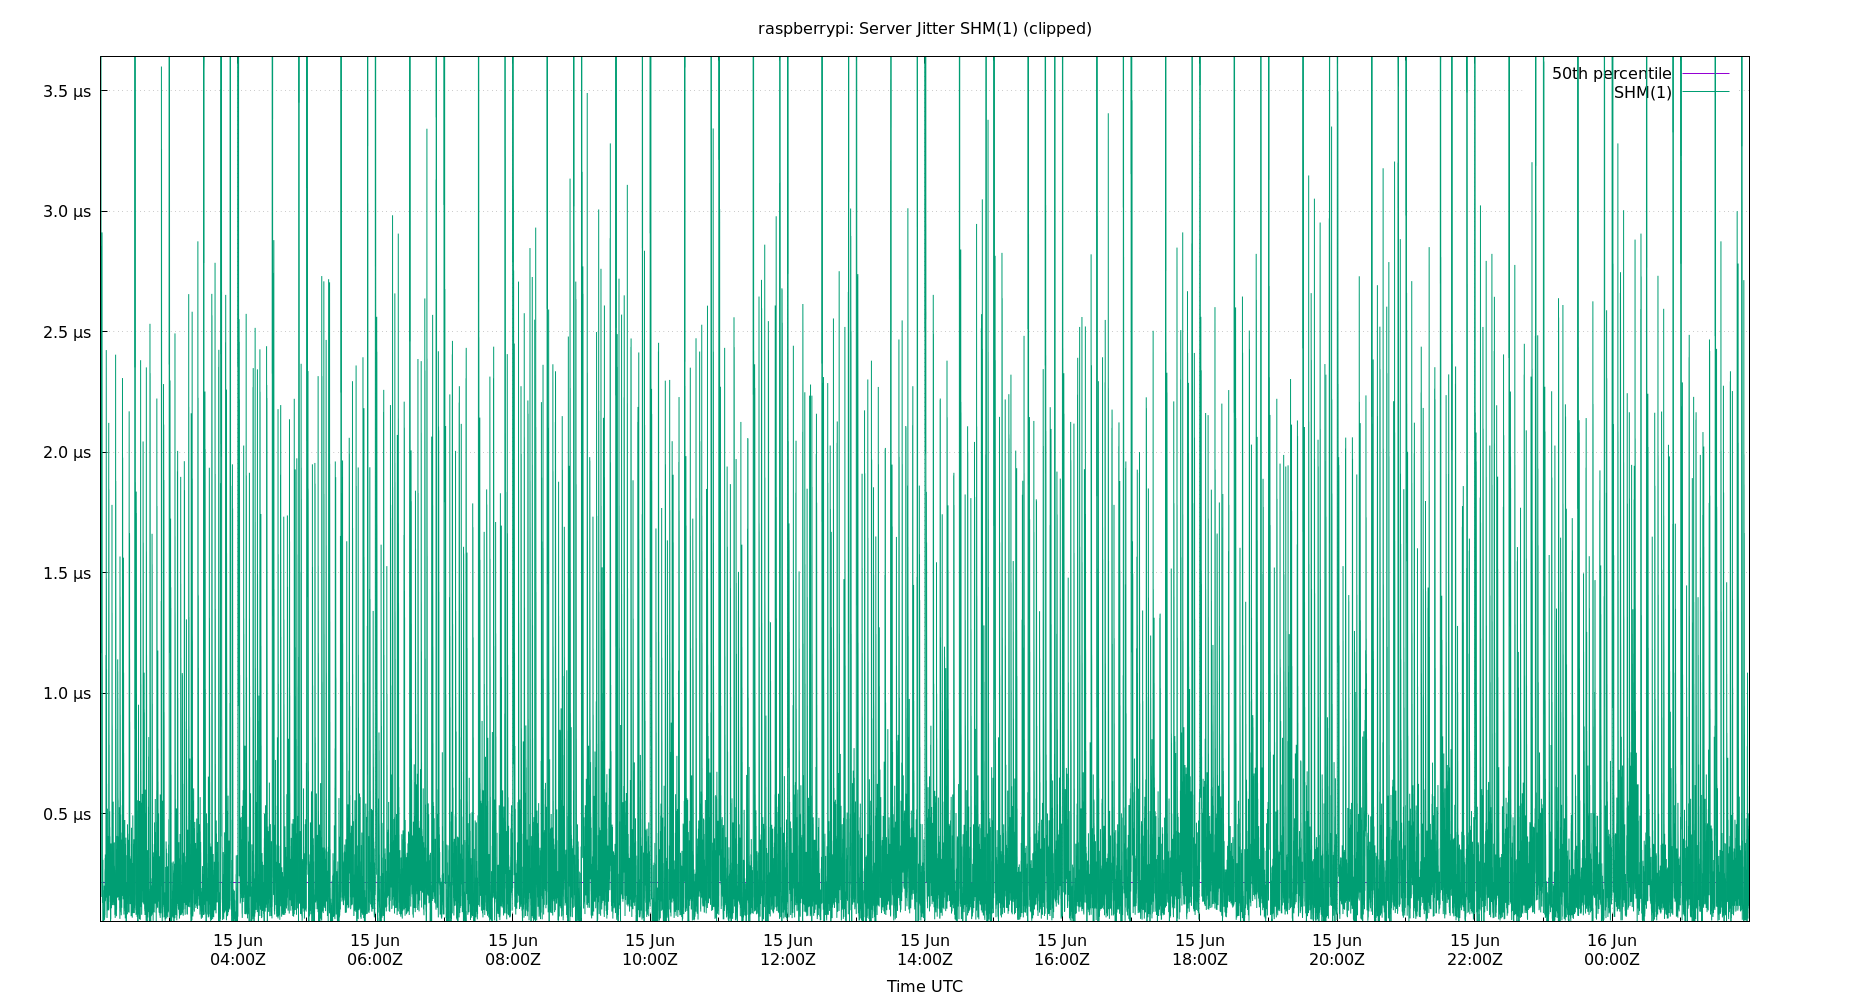 raspberrypi: Server Jitter SHM(1) (clipped)
50th percentile
SHM(1)
3.5 µs
3.0 µs
2.5 µs
2.0 µs
1.5 µs
1.0 µs
0.5 µs
15 Jun 15 Jun 15 Jun 15 Jun 15 Jun 15 Jun 15 Jun 15 Jun 15 Jun 15 Jun 16 Jun
04:00Z 06:00Z 08:00Z 10:00Z 12:00Z 14:00Z 16:00Z 18:00Z 20:00Z 22:00Z 00:00Z
Time UTC